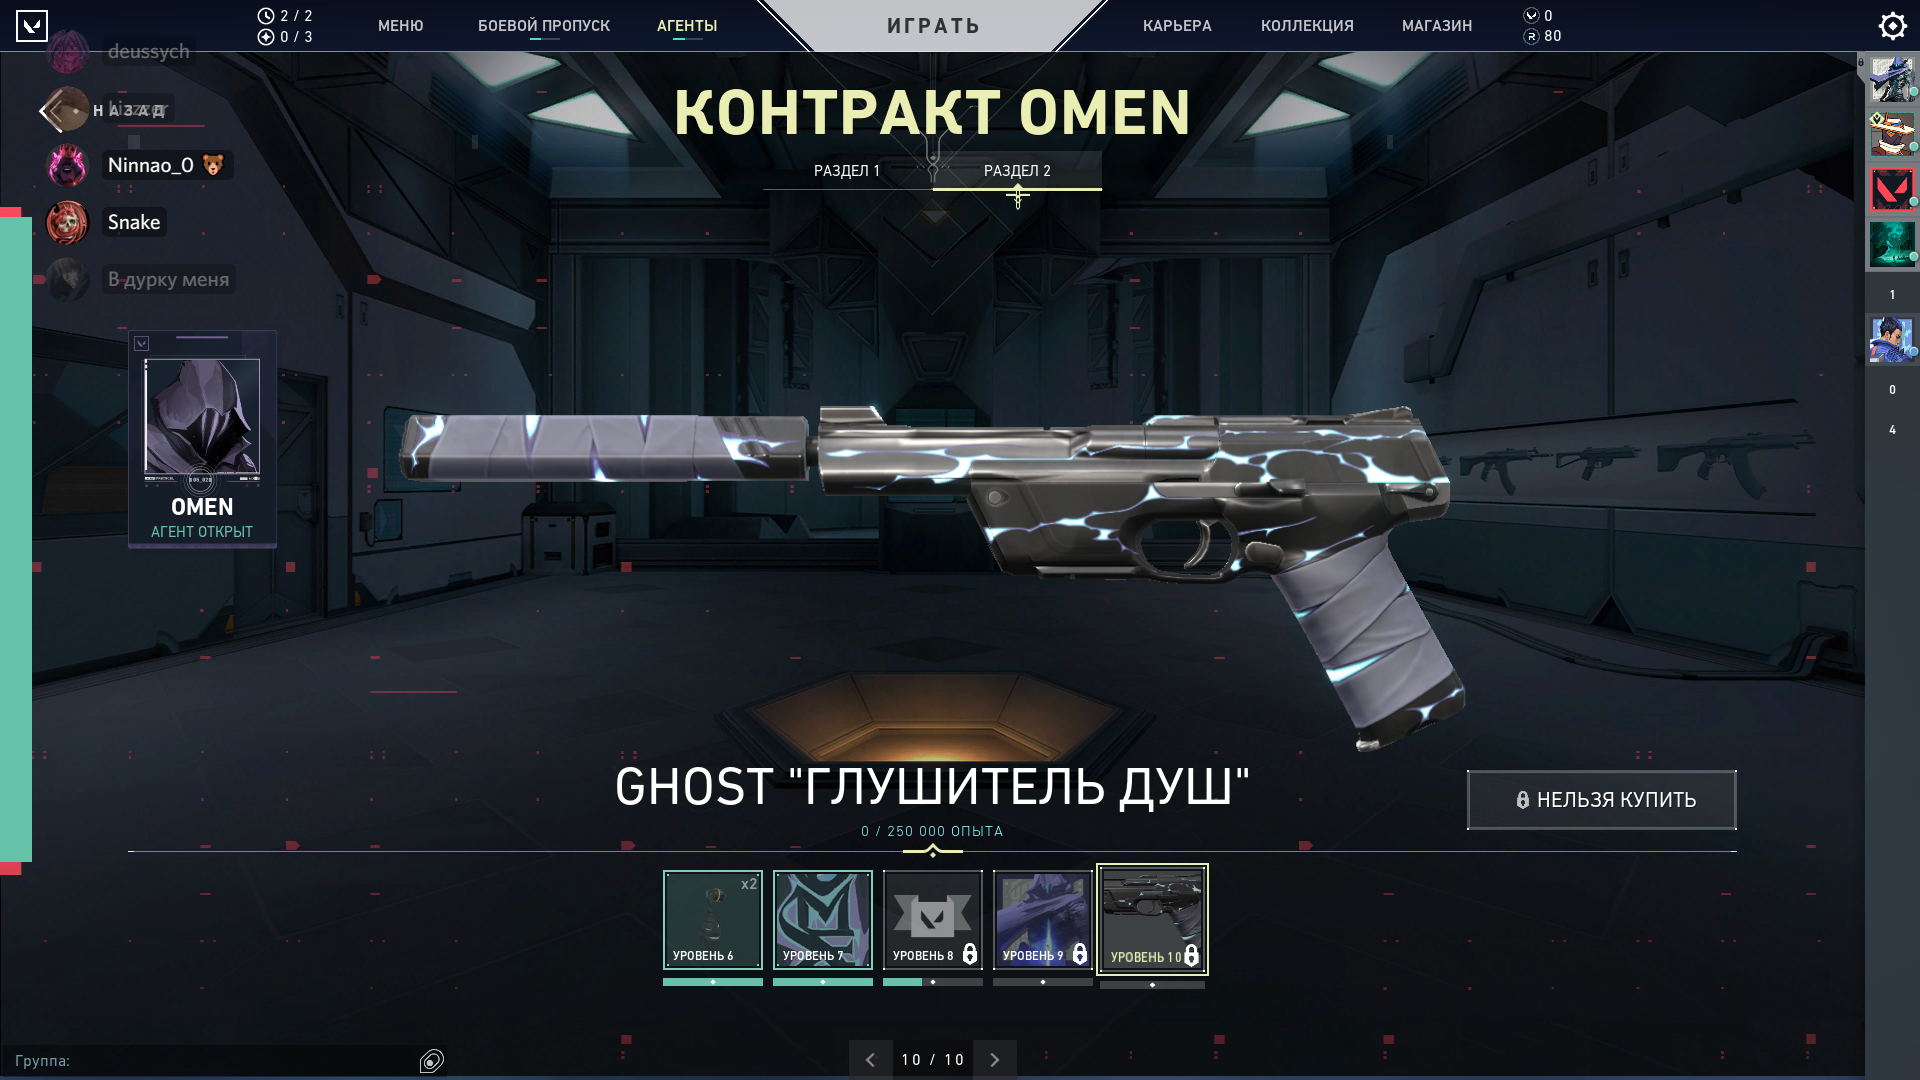 2 / 2
0 / 3
МЕНЮ
БОЕВОЙ ПРОПУСК
АГЕНТЫ
ИГРАТЬ
КАРЬЕРА
КОЛЛЕКЦИЯ
МАГАЗИН
0
80
deussych
НАЗАД
Ninnao_0 🐻
Snake
В дурку меня
КОНТРАКТ OMEN
РАЗДЕЛ 1
РАЗДЕЛ 2
1
0
4
OMEN
АГЕНТ ОТКРЫТ
GHOST "ГЛУШИТЕЛЬ ДУШ"
0 / 250 000 ОПЫТА
НЕЛЬЗЯ КУПИТЬ
x2
УРОВЕНЬ 6
УРОВЕНЬ 7
УРОВЕНЬ 8
УРОВЕНЬ 9
УРОВЕНЬ 10
Группа:
10 / 10